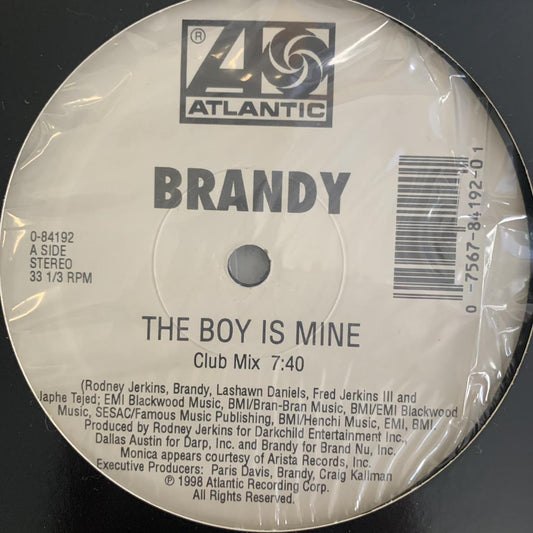 ®
ATLANTIC
BRANDY
0-84192
A SIDE
STEREO
33 1/3 RPM
0 -7567-84192-0 1
THE BOY IS MINE
Club Mix 7:40
(Rodney Jerkins, Brandy, Lashawn Daniels, Fred Jerkins III and
Japhe Tejed; EMI Blackwood Music, BMI/Bran-Bran Music, BMI/EMI Blackwood
Music, SESAC/Famous Music Publishing, BMI/Henchi Music, EMI, BMI.
Produced by Rodney Jerkins for Darkchild Entertainment Inc.,
Dallas Austin for Darp, Inc. and Brandy for Brand Nu, Inc.
Monica appears courtesy of Arista Records, Inc.
Executive Producers: Paris Davis, Brandy, Craig Kallman
℗ 1998 Atlantic Recording Corp.
All Rights Reserved.